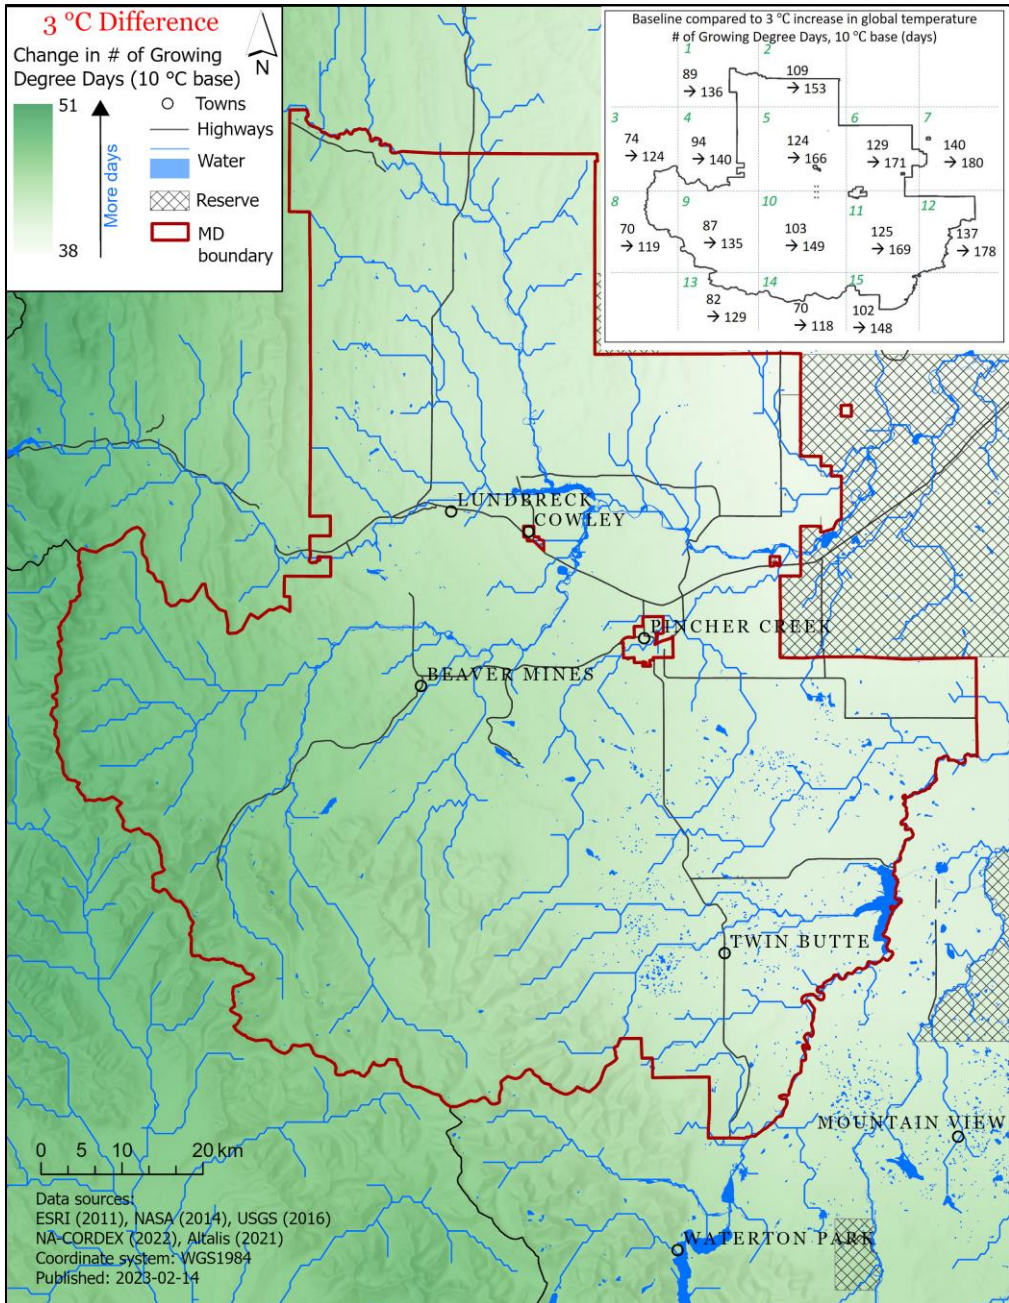 3 °C Difference
Change in # of Growing
Degree Days (10 °C base)
N
51
38
More days
Towns
Highways
Water
Reserve
MD
boundary
Baseline compared to 3 °C increase in global temperature
# of Growing Degree Days, 10 °C base (days)
1
2
89
→ 136
109
→ 153
3
4
5
6
7
74
→ 124
94
→ 140
124
→ 166
129
→ 171
140
→ 180
8
9
10
11
12
70
→ 119
87
→ 135
103
→ 149
125
→ 169
137
→ 178
13
14
15
82
→ 129
70
→ 118
102
→ 148
LUNDBRECK
COWLEY
PINCHER CREEK
BEAVER MINES
TWIN BUTTE
MOUNTAIN VIEW
WATERTON PARK
0 5 10 20 km
Data sources:
ESRI (2011), NASA (2014), USGS (2016)
NA-CORDEX (2022), Altalis (2021)
Coordinate system: WGS1984
Published: 2023-02-14